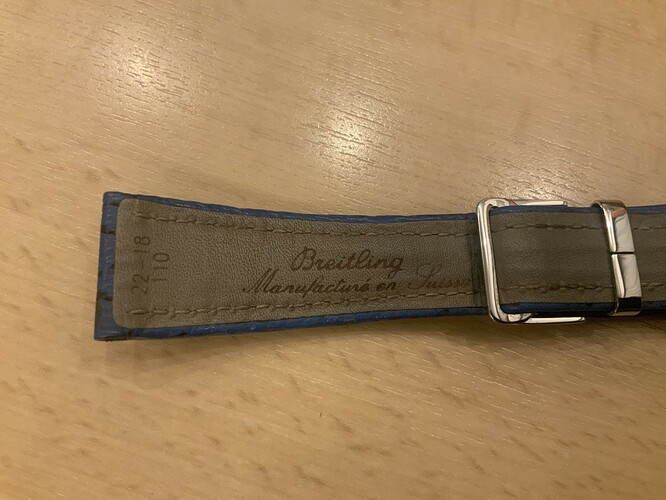 Breitling
Manufacturé en Suisse
22-18
110